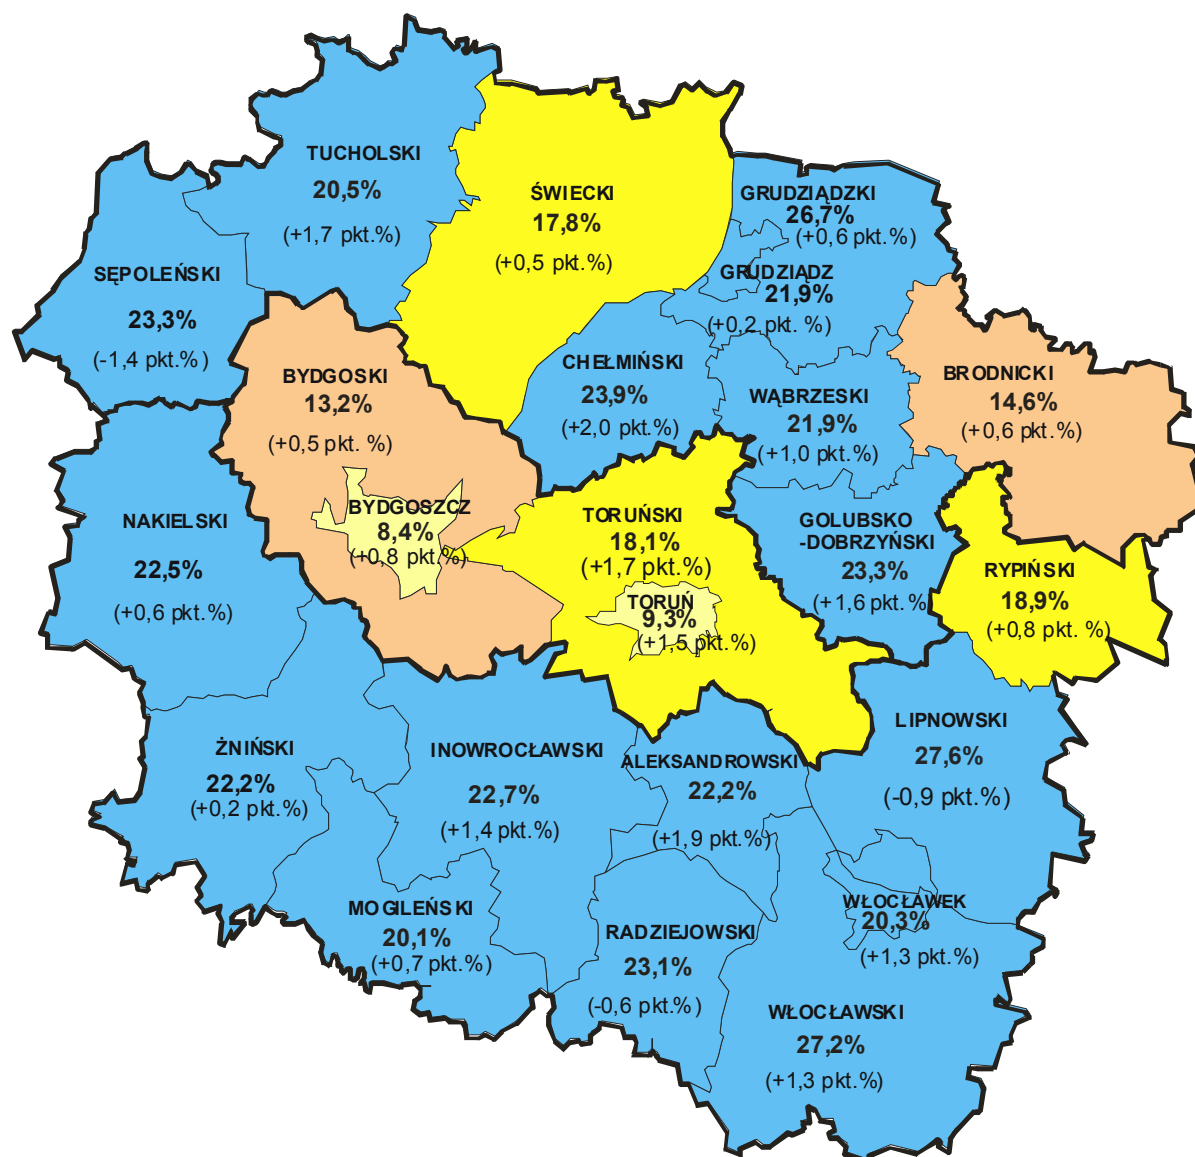 TUCHOLSKI
20,5%
(+1,7 pkt.%)
ŚWIECKI
17,8%
(+0,5 pkt.%)
GRUDZIĄDZKI
26,7%
(+0,6 pkt.%)
GRUDZIĄDZ
21,9%
(+0,2 pkt. %)
SĘPOLEŃSKI
23,3%
(-1,4 pkt.%)
BYDGOSKI
13,2%
(+0,5 pkt. %)
CHEŁMIŃSKI
23,9%
(+2,0 pkt.%)
WĄBRZESKI
21,9%
(+1,0 pkt.%)
BRODNICKI
14,6%
(+0,6 pkt.%)
NAKIELSKI
22,5%
(+0,6 pkt.%)
BYDGOSZCZ
8,4%
(+0,8 pkt.%)
TORUŃSKI
18,1%
(+1,7 pkt.%)
TORUŃ
9,3%
(+1,5 pkt.%)
GOLUBSKO
-DOBRZYŃSKI
23,3%
(+1,6 pkt.%)
RYPIŃSKI
18,9%
(+0,8 pkt. %)
ŻNIŃSKI
22,2%
(+0,2 pkt.%)
INOWROCŁAWSKI
22,7%
(+1,4 pkt.%)
ALEKSANDROWSKI
22,2%
(+1,9 pkt.%)
LIPNOWSKI
27,6%
(-0,9 pkt.%)
MOGILEŃSKI
20,1%
(+0,7 pkt.%)
RADZIEJOWSKI
23,1%
(-0,6 pkt.%)
WŁOCŁAWEK
20,3%
(+1,3 pkt.%)
WŁOCŁAWSKI
27,2%
(+1,3 pkt.%)